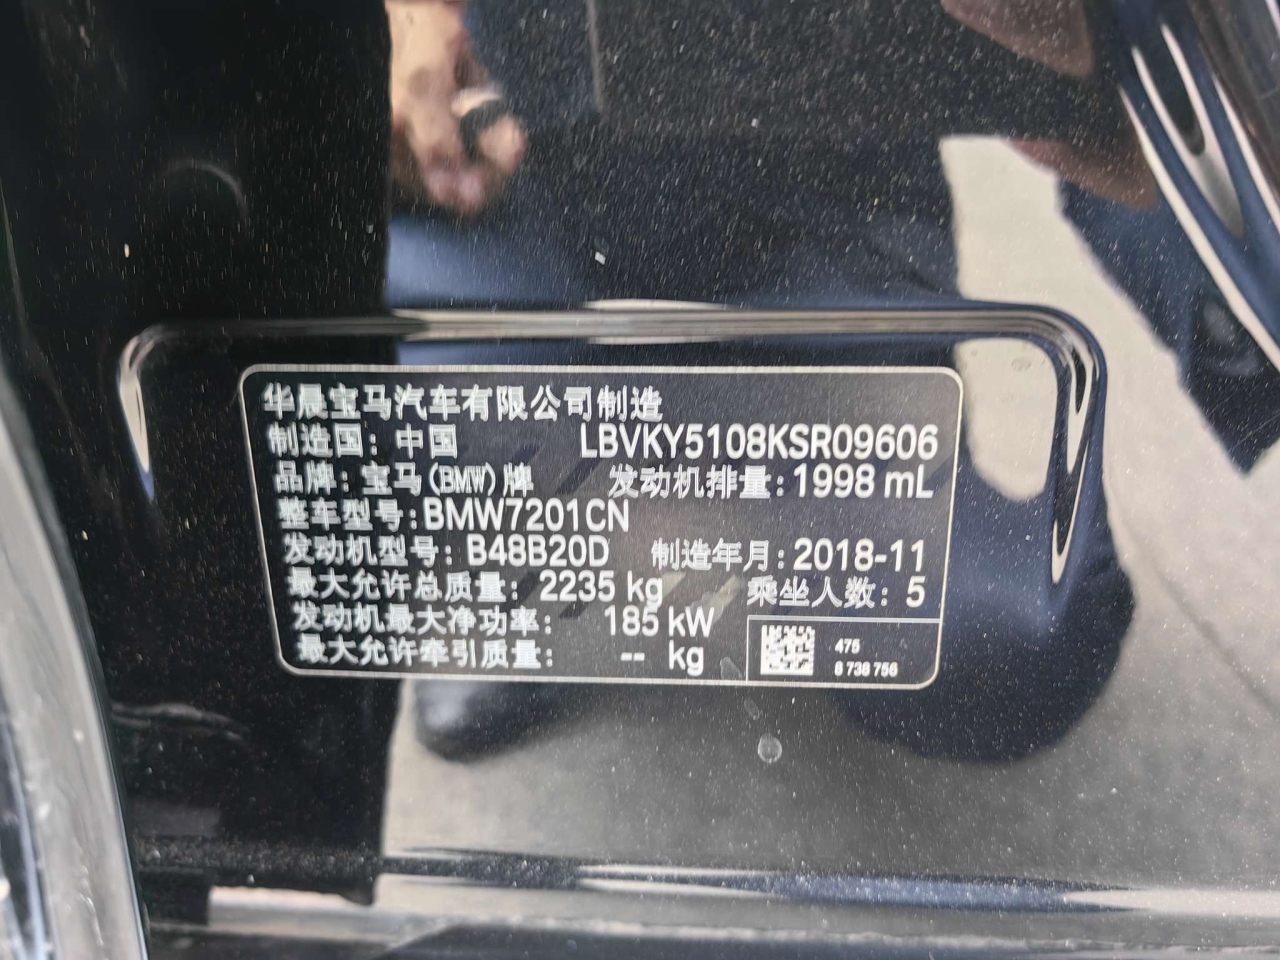 华晨宝马汽车有限公司制造
制造国：中国 LBVKY5108KSR09606
品牌：宝马(BMW)牌 发动机排量：1998 mL
整车型号：BMW7201CN
发动机型号：B48B20D 制造年月：2018-11
最大允许总质量：2235 kg 乘坐人数：5
发动机最大净功率：185 kW
最大允许牵引质量：-- kg
475
8 738 756